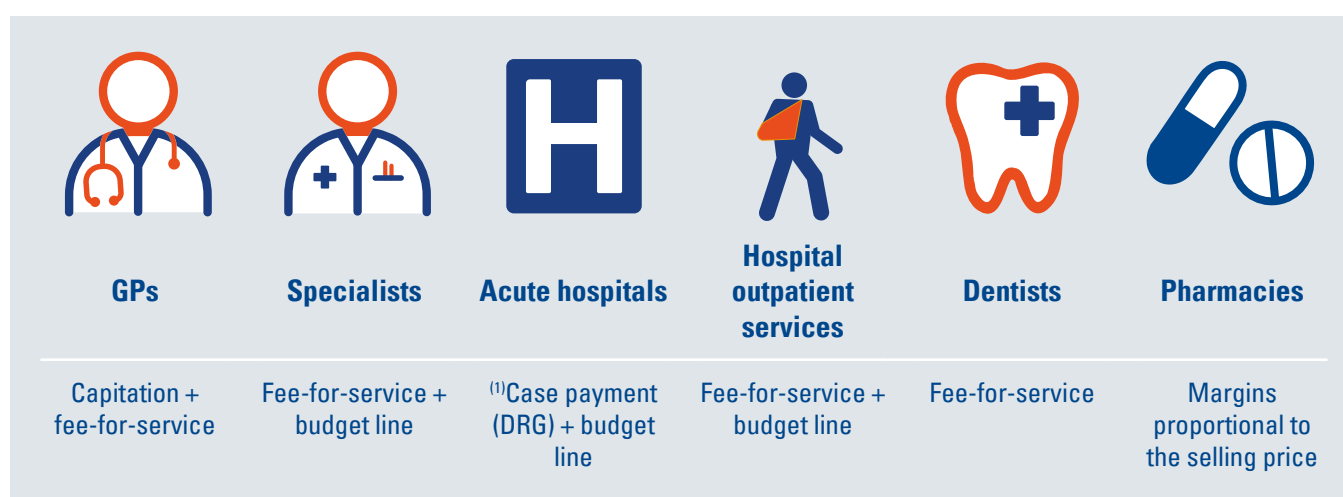 H
GPs
Specialists
Acute hospitals
Hospital
outpatient
services
Dentists
Pharmacies
Capitation +
fee-for-service
Fee-for-service +
budget line
(1)Case payment
(DRG) + budget
line
Fee-for-service +
budget line
Fee-for-service
Margins
proportional to
the selling price